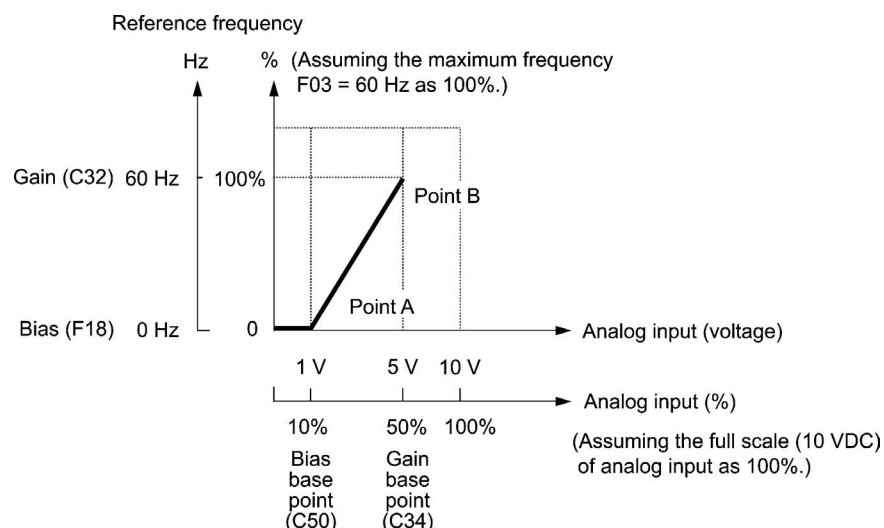 Reference frequency
Hz
% (Assuming the maximum frequency
F03 = 60 Hz as 100%.)
Gain (C32) 60 Hz 100%
Point B
Point A
Bias (F18) 0 Hz 0
Analog input (voltage)
1 V 5 V 10 V
Analog input (%)
10% 50% 100%
(Assuming the full scale (10 VDC)
of analog input as 100%.)
Bias
base
point
(C50)
Gain
base
point
(C34)